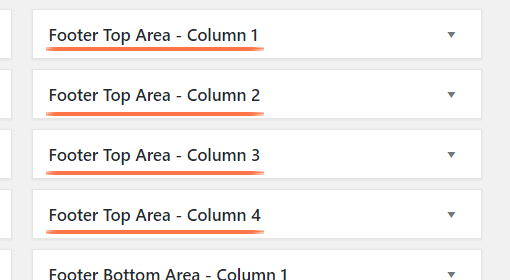 Footer Top Area - Column 1
Footer Top Area - Column 2
Footer Top Area - Column 3
Footer Top Area - Column 4
Footer Bottom Area - Column 1